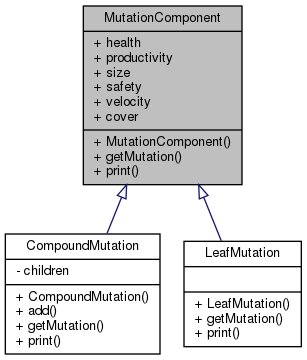 MutationComponent
+ health
+ productivity
+ size
+ safety
+ velocity
+ cover
+ MutationComponent()
+ getMutation()
+ print()
CompoundMutation
- children
+ CompoundMutation()
+ add()
+ getMutation()
+ print()
LeafMutation
+ LeafMutation()
+ getMutation()
+ print()